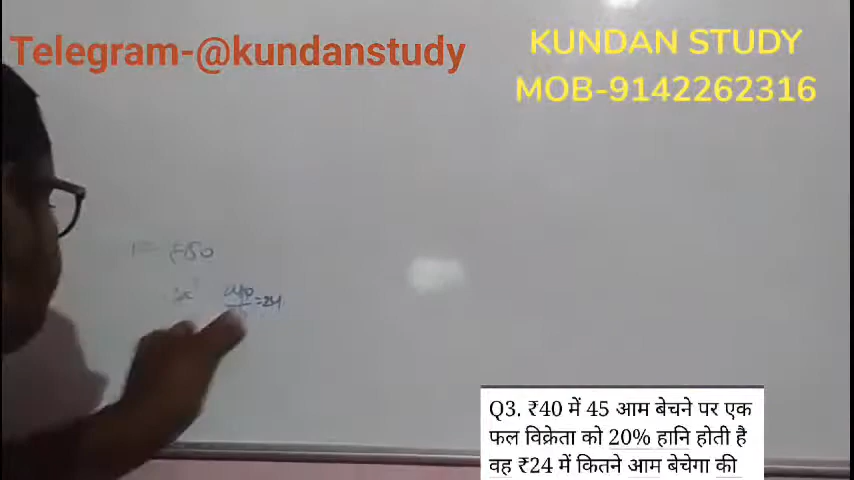 Telegram-@kundanstudy
KUNDAN STUDY
MOB-9142262316
=24
Q3. ₹40 में 45 आम बेचने पर एक
फल विक्रेता को 20% हानि होती है
वह ₹24 में कितने आम बेचेगा की